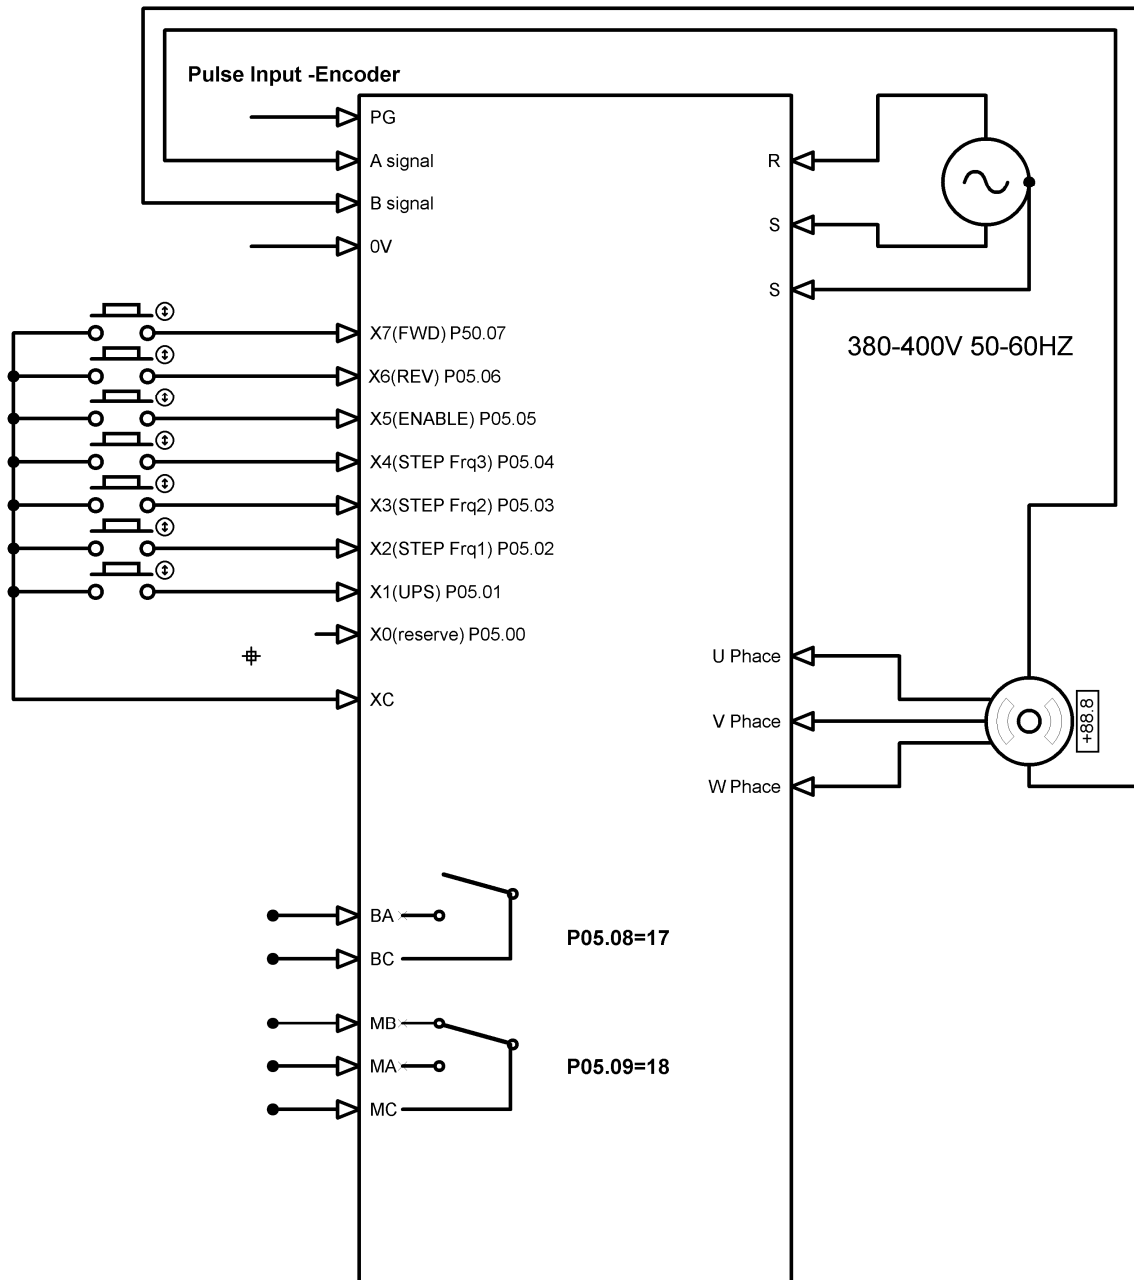 Pulse Input -Encoder
PG
A signal
B signal
0V
X7(FWD) P50.07
X6(REV) P05.06
X5(ENABLE) P05.05
X4(STEP Frq3) P05.04
X3(STEP Frq2) P05.03
X2(STEP Frq1) P05.02
X1(UPS) P05.01
X0(reserve) P05.00
XC
R
S
S
380-400V 50-60HZ
U Phace
V Phace
W Phace
+88.8
BA
BC
P05.08=17
MB
MA
MC
P05.09=18